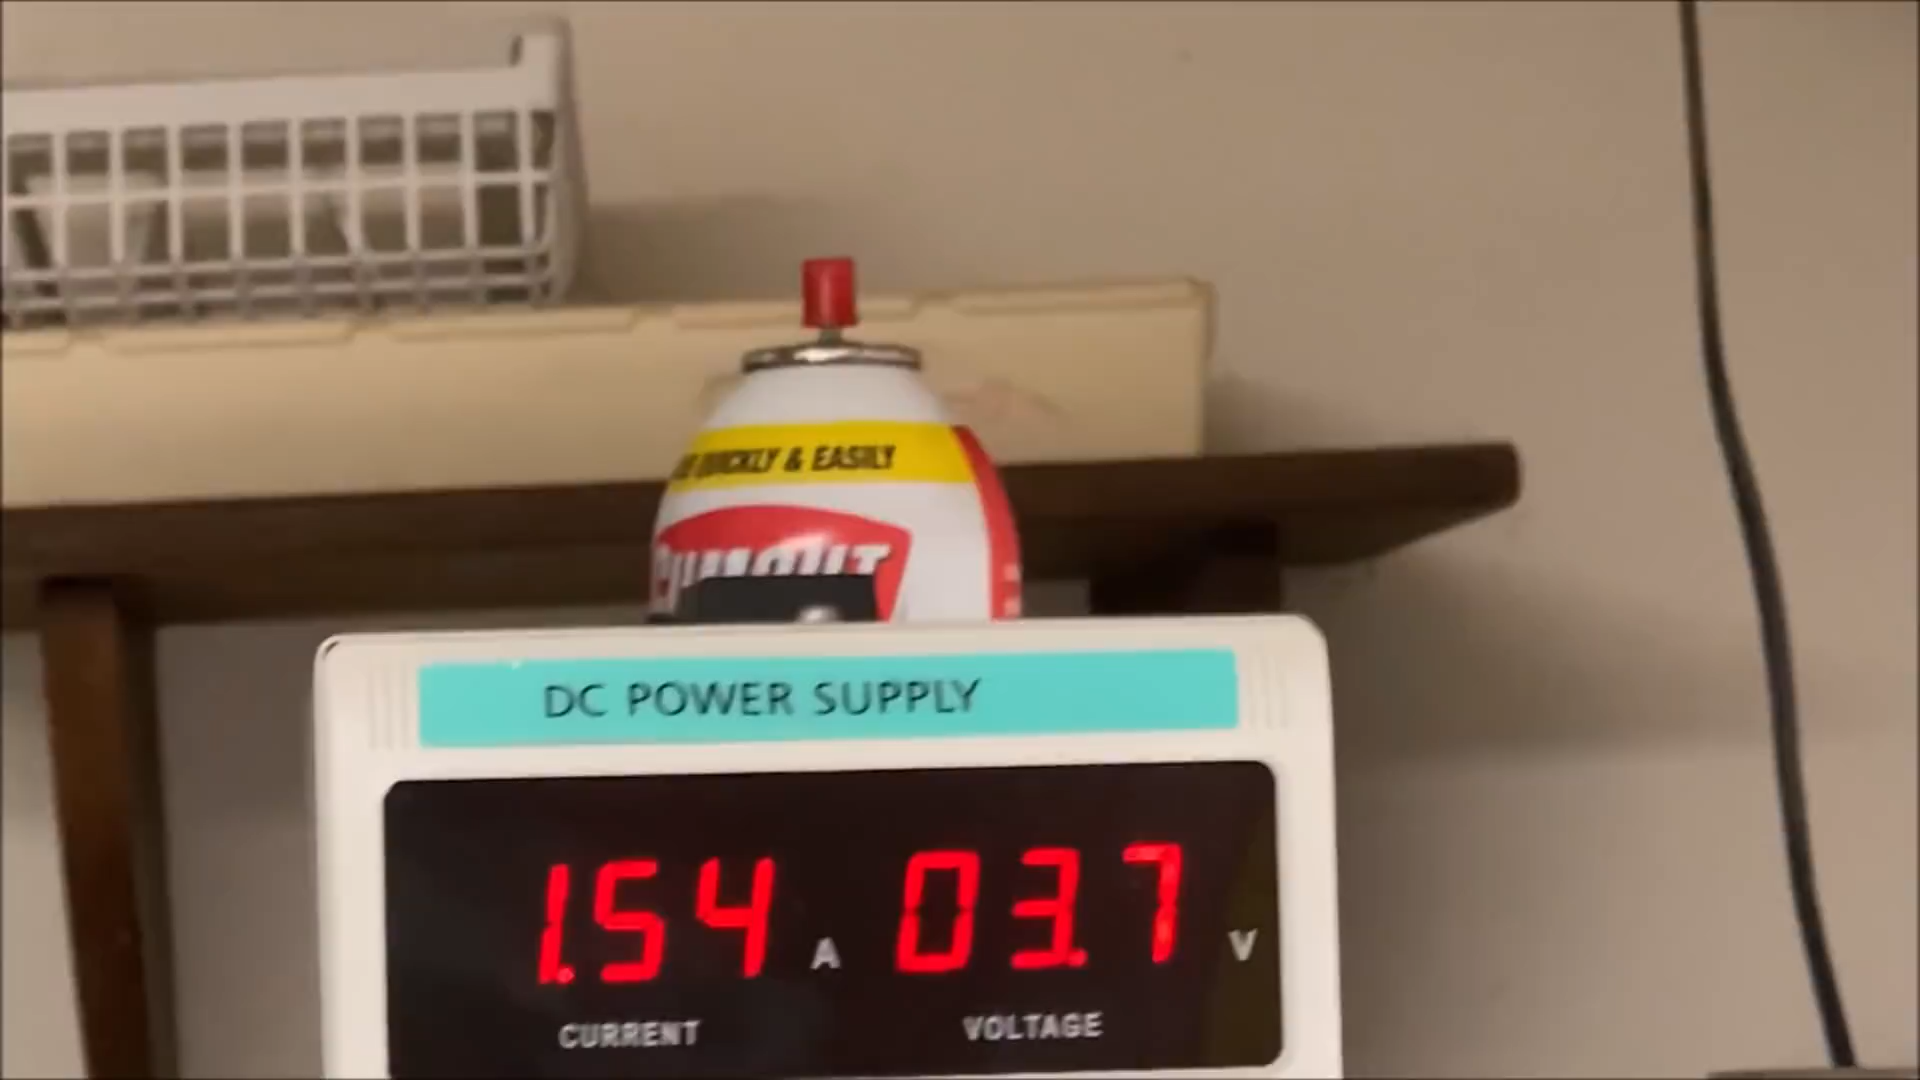 QUICKLY & EASILY
DC POWER SUPPLY
1.54 A 03.7 V
CURRENT VOLTAGE